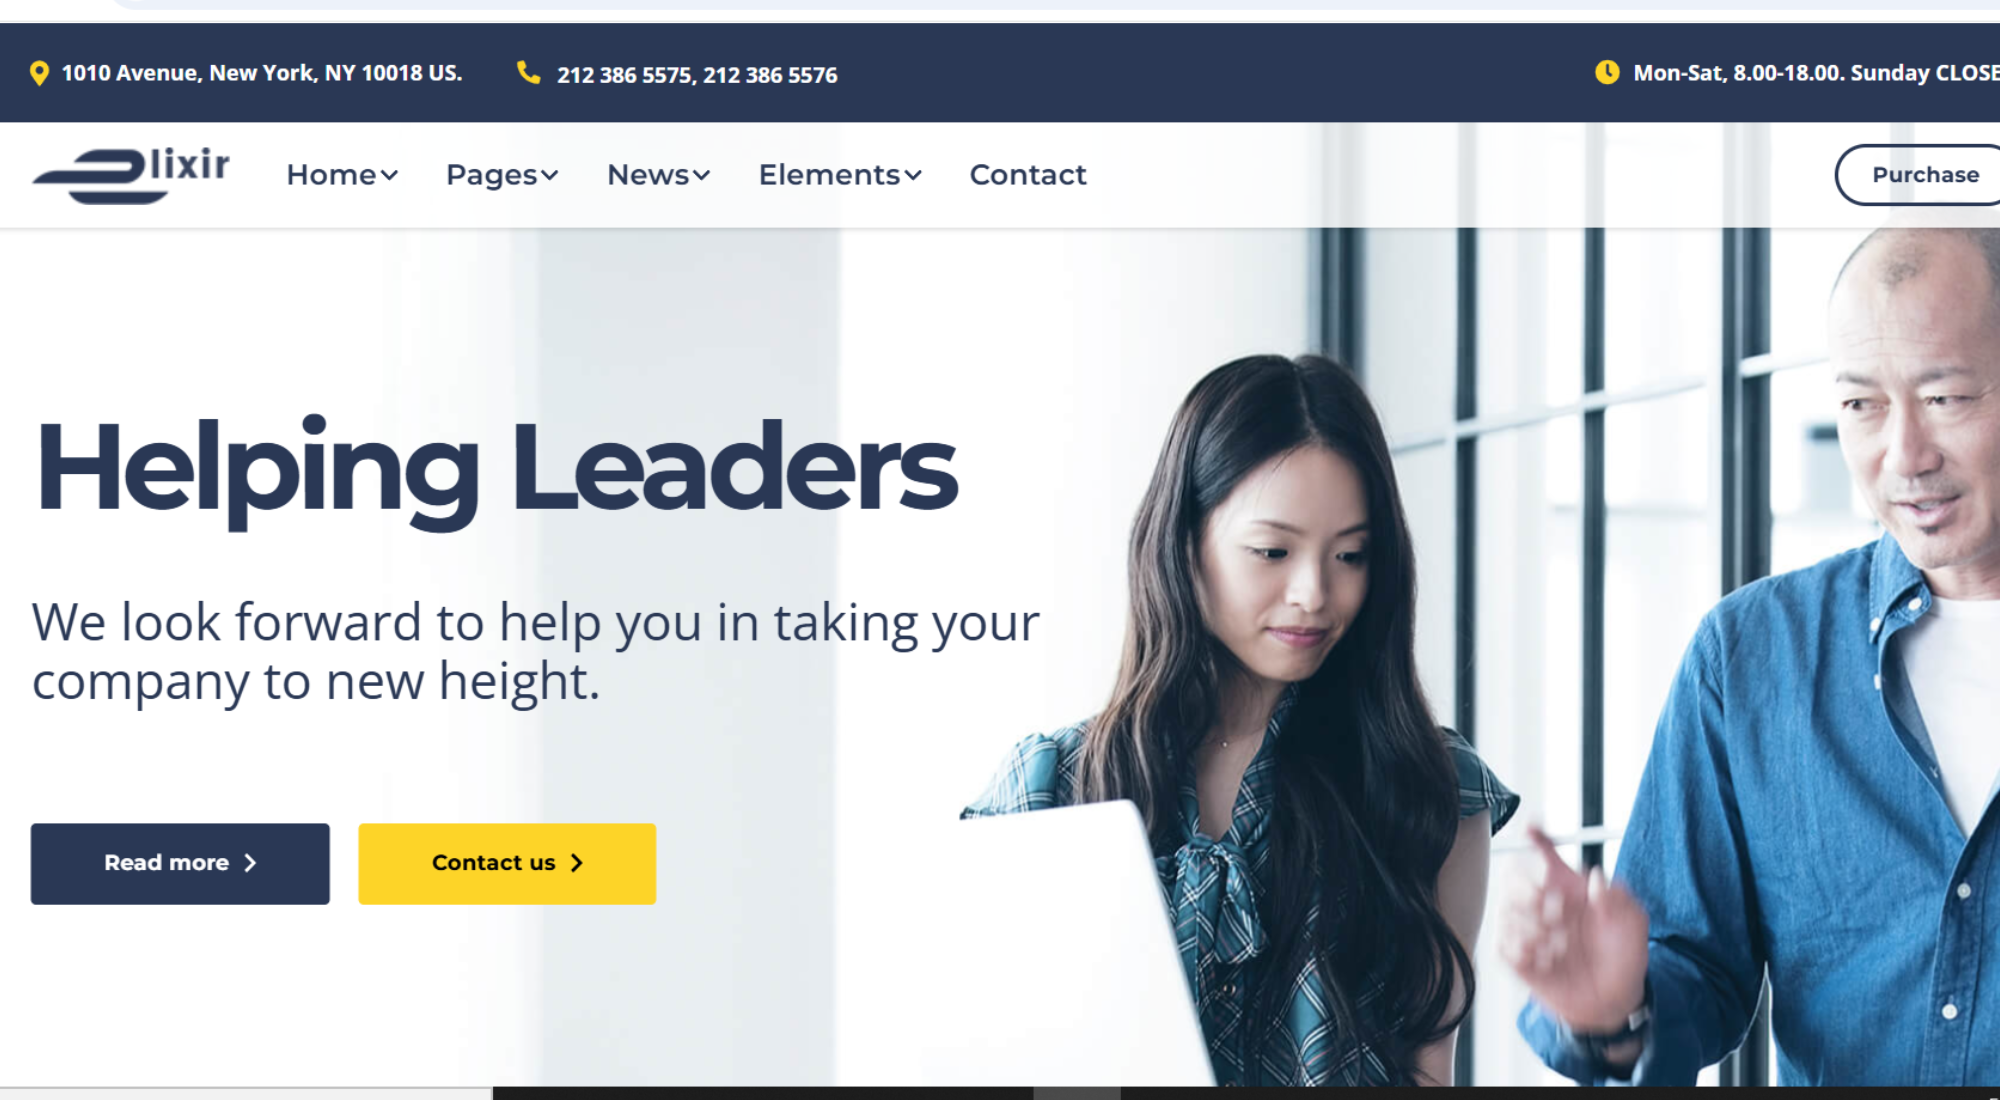 1010 Avenue, New York, NY 10018 US.
212 386 5575, 212 386 5576
Mon-Sat, 8.00-18.00. Sunday CLOSE
elixir
Home
Pages
News
Elements
Contact
Purchase
Helping Leaders
We look forward to help you in taking your
company to new height.
Read more
Contact us